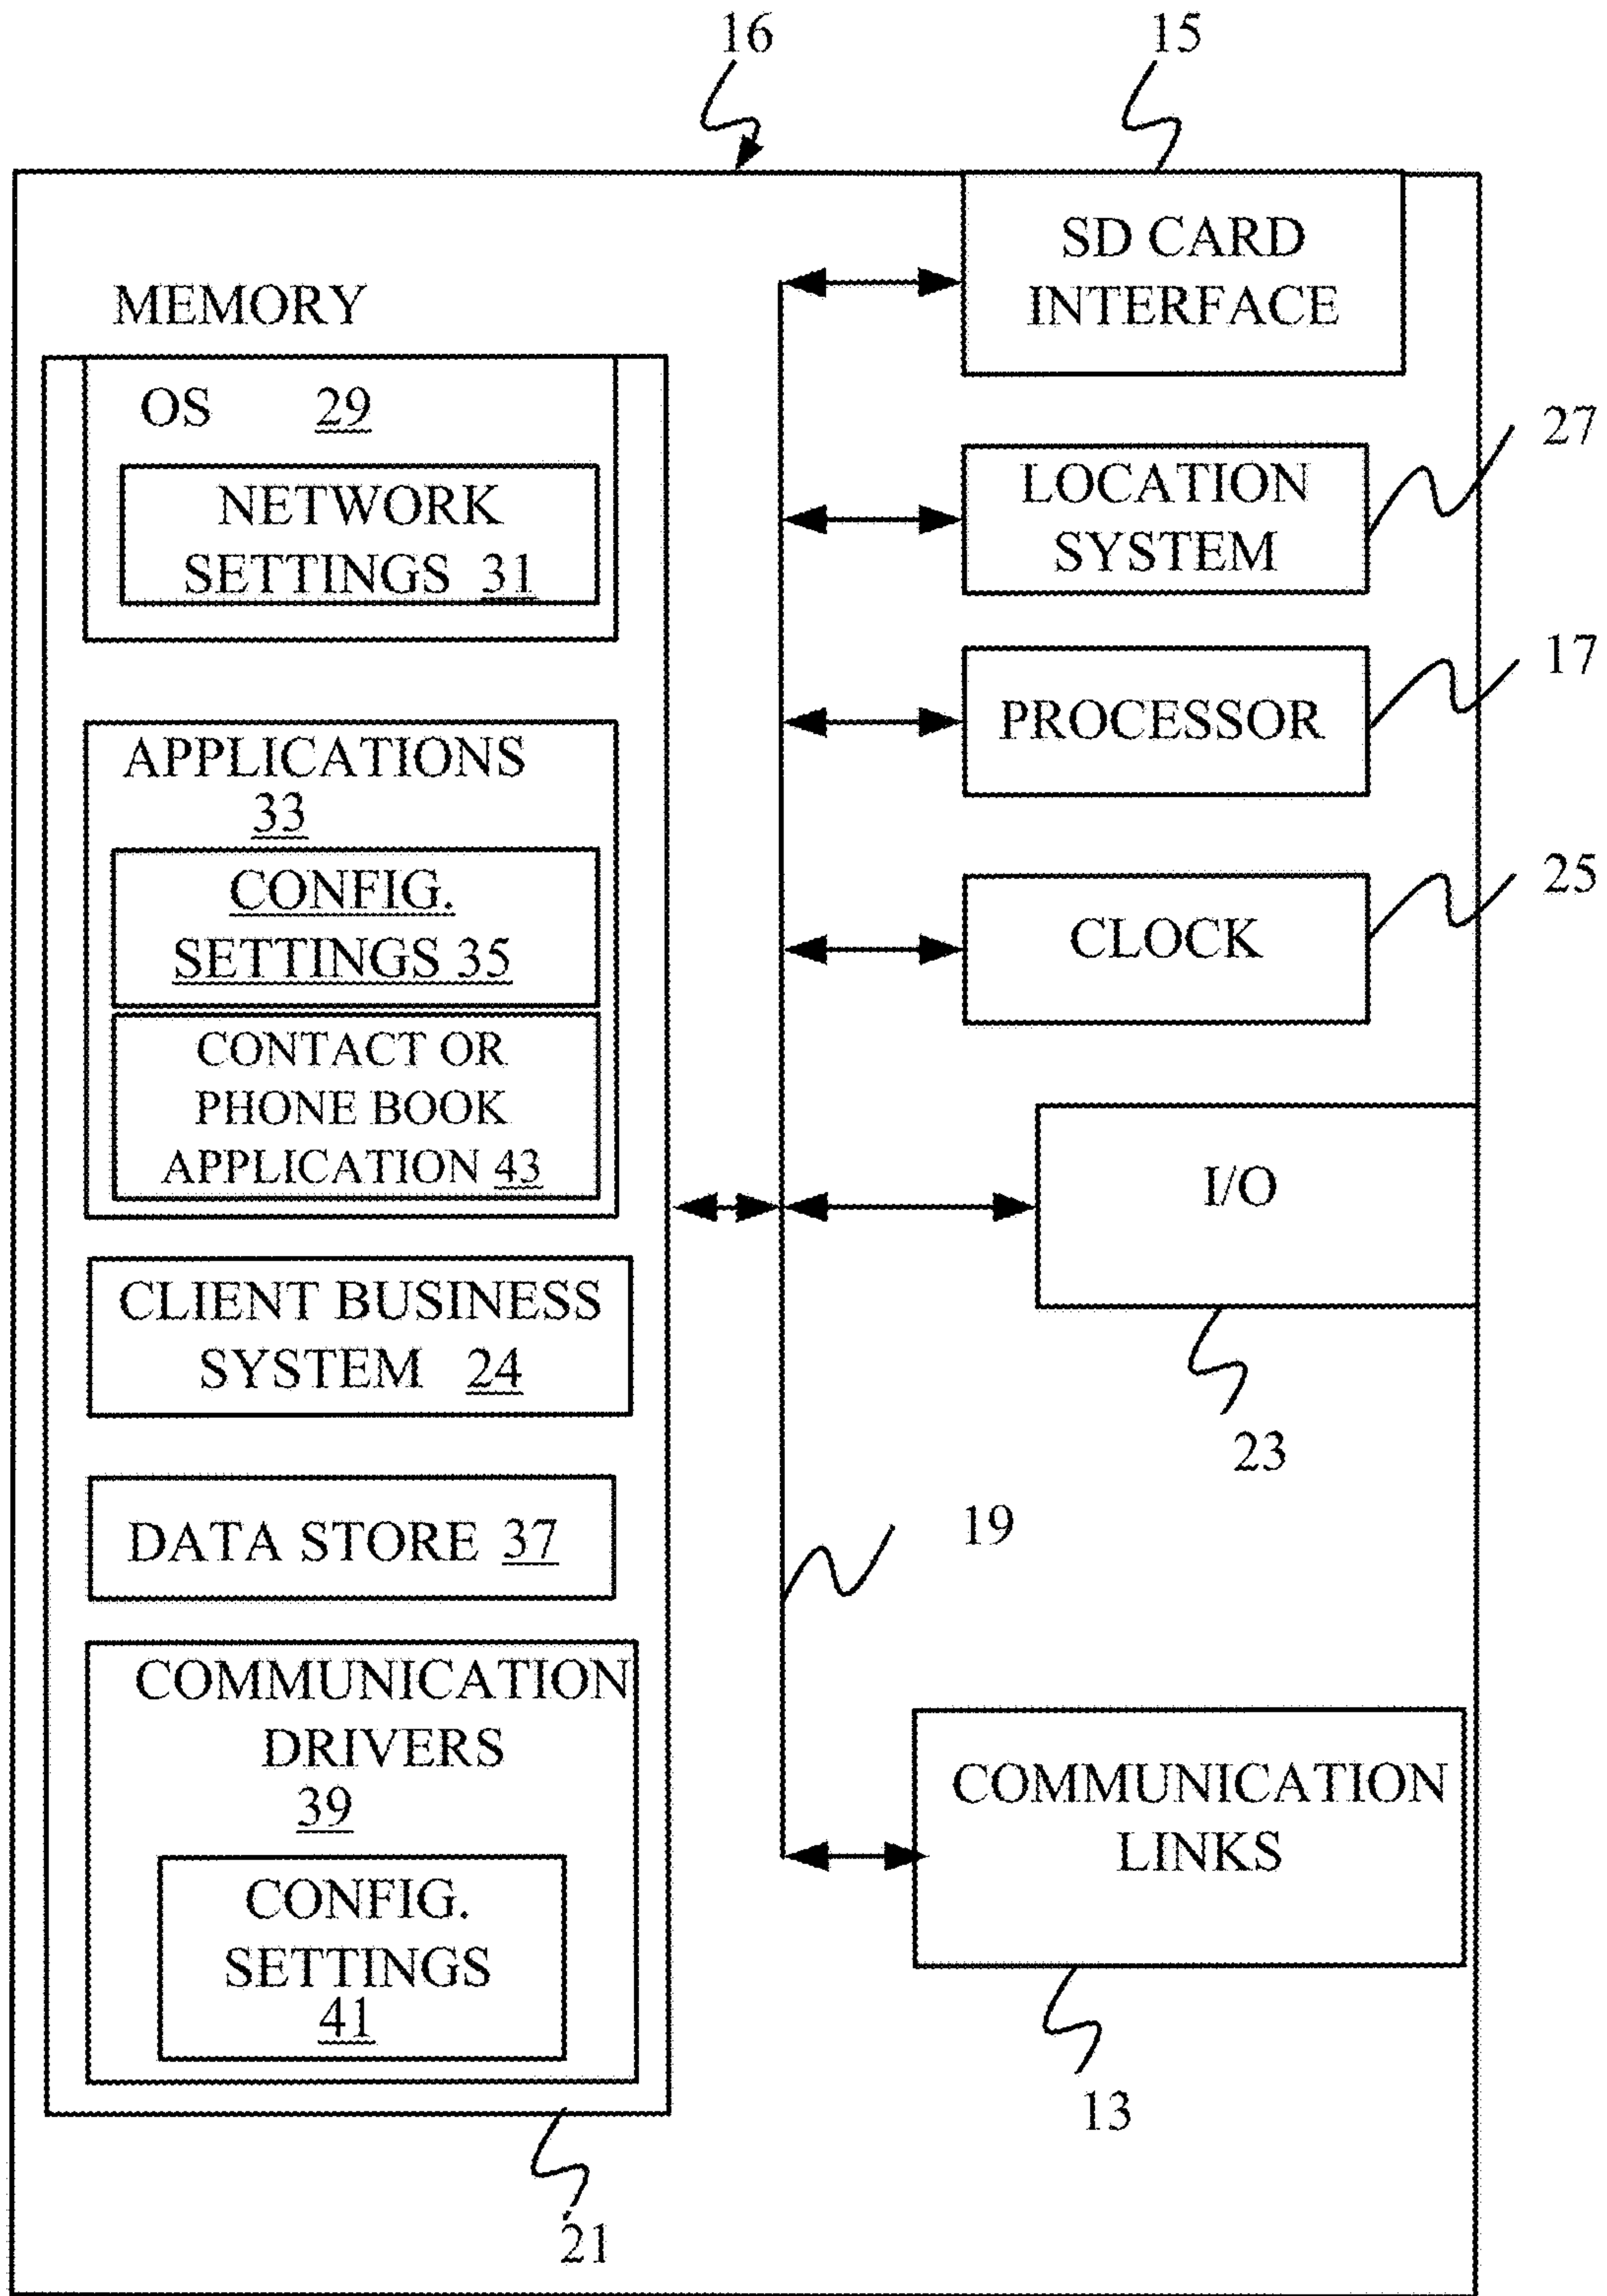 16
15
SD CARD
INTERFACE
MEMORY
OS 29
NETWORK
SETTINGS 31
27
LOCATION
SYSTEM
17
PROCESSOR
APPLICATIONS
33
CONFIG.
SETTINGS 35
25
CLOCK
CONTACT OR
PHONE BOOK
APPLICATION 43
I/O
23
CLIENT BUSINESS
SYSTEM 24
19
DATA STORE 37
COMMUNICATION
DRIVERS
39
CONFIG.
SETTINGS
41
COMMUNICATION
LINKS
13
21